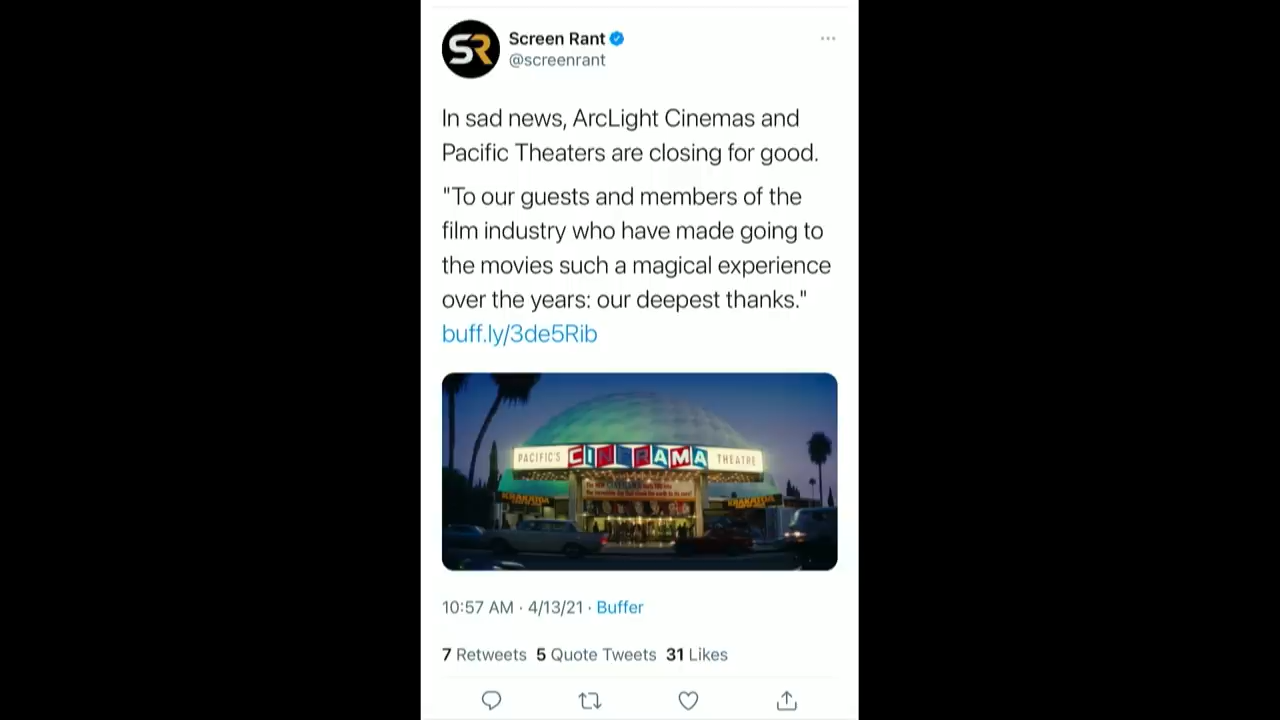 SR
Screen Rant
@screenrant
In sad news, ArcLight Cinemas and
Pacific Theaters are closing for good.
"To our guests and members of the
film industry who have made going to
the movies such a magical experience
over the years: our deepest thanks."
buff.ly/3de5Rib
PACIFIC'S CINERAMA THEATRE
KRAKATOA KRAKATOA
10:57 AM · 4/13/21 · Buffer
7 Retweets 5 Quote Tweets 31 Likes